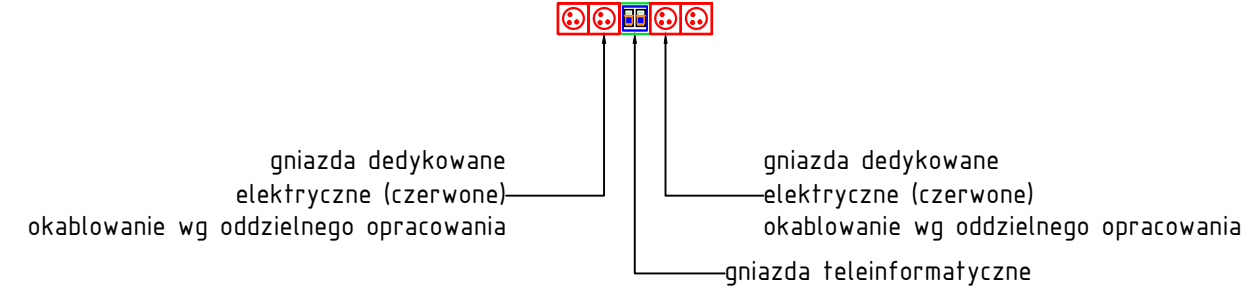 gniazda dedykowane
elektryczne (czerwone)
okablowanie wg oddzielnego opracowania
gniazda dedykowane
elektryczne (czerwone)
okablowanie wg oddzielnego opracowania
gniazda teleinformatyczne